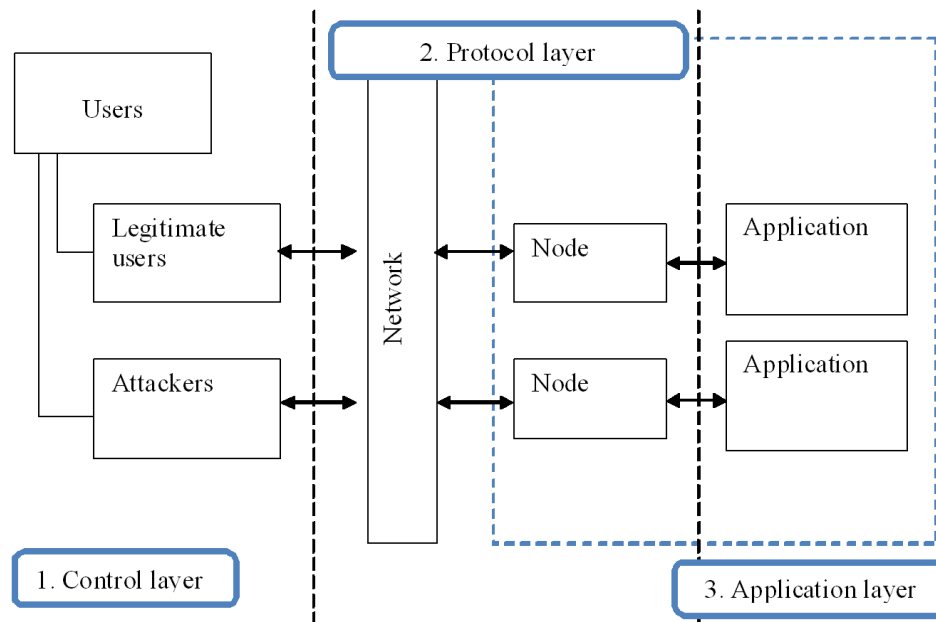 2. Protocol layer
Users
Legitimate
users
Network
Node
Application
Attackers
Node
Application
1. Control layer
3. Application layer